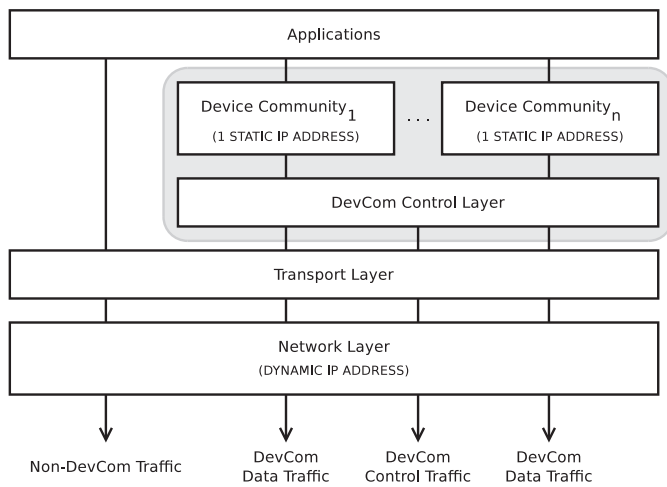 Applications
Device Community1
(1 STATIC IP ADDRESS)
...
Device Communityn
(1 STATIC IP ADDRESS)
DevCom Control Layer
Transport Layer
Network Layer
(DYNAMIC IP ADDRESS)
Non-DevCom Traffic
DevCom
Data Traffic
DevCom
Control Traffic
DevCom
Data Traffic